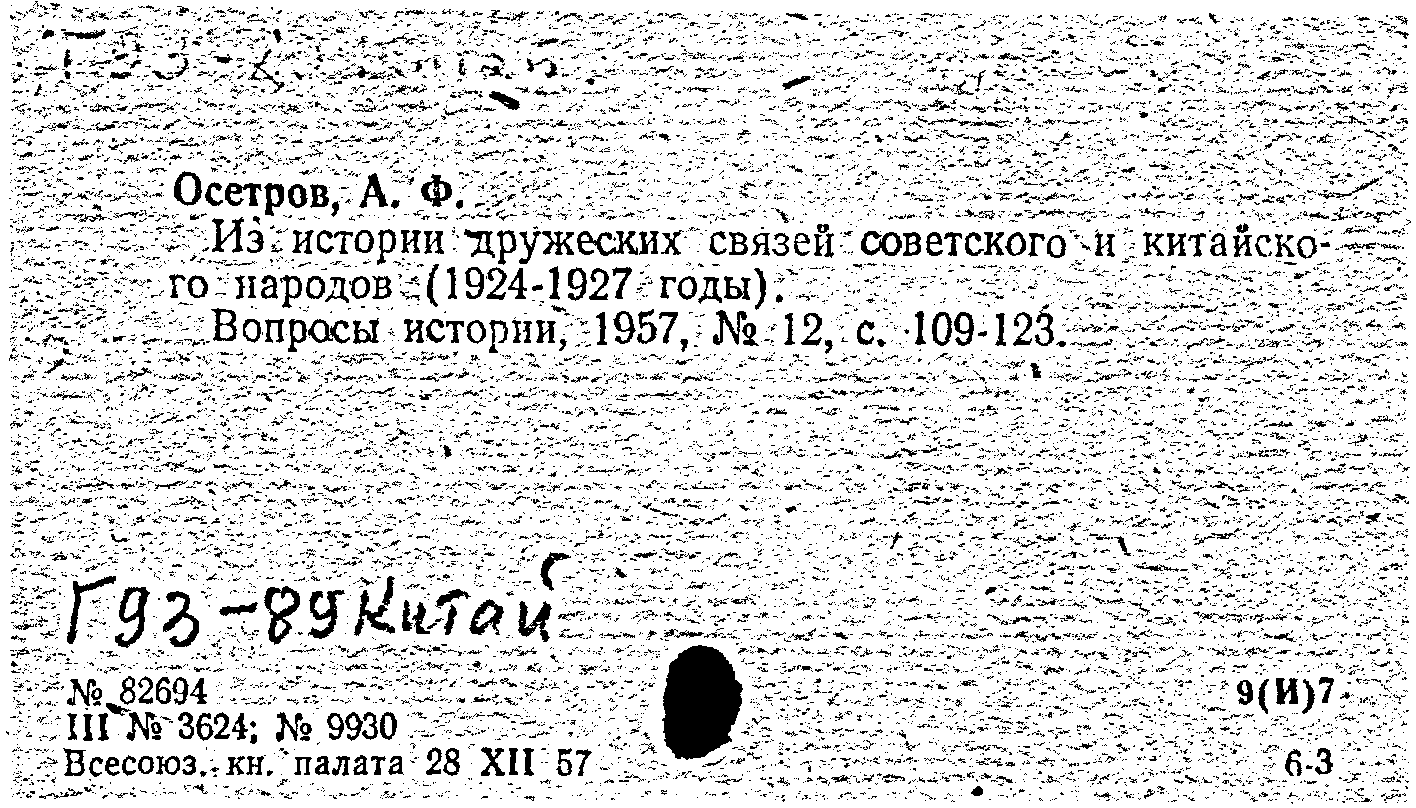 Осетров, А. Ф.
Из истории дружеских связей советского и китайско-
го народов (1924-1927 годы).
Вопросы истории, 1957, № 12, с. 109-123.
Г93-89Китай
№ 82694
9(И)7
III № 3624; № 9930
Всесоюз. кн. палата 28 XII 57
6-3